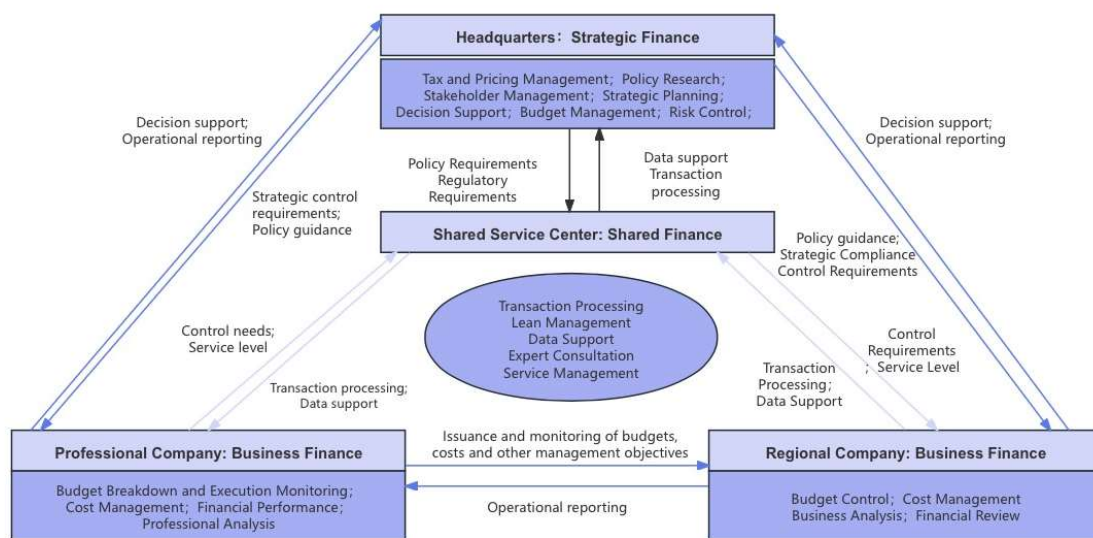 Headquarters：Strategic Finance
Tax and Pricing Management；Policy Research；
Stakeholder Management；Strategic Planning；
Decision Support；Budget Management；Risk Control；
Decision support；
Operational reporting
Decision support；
Operational reporting
Policy Requirements
Regulatory
Requirements
Data support
Transaction
processing
Strategic control
requirements；
Policy guidance
Shared Service Center: Shared Finance
Policy guidance；
Strategic Compliance
Control Requirements
Transaction Processing
Lean Management
Data Support
Expert Consultation
Service Management
Control needs；
Service level
Control
Requirements
；Service Level
Transaction processing；
Data support
Transaction
Processing；
Data Support
Professional Company: Business Finance
Budget Breakdown and Execution Monitoring；
Cost Management；Financial Performance；
Professional Analysis
Issuance and monitoring of budgets,
costs and other management objectives
Operational reporting
Regional Company: Business Finance
Budget Control；Cost Management
Business Analysis；Financial Review